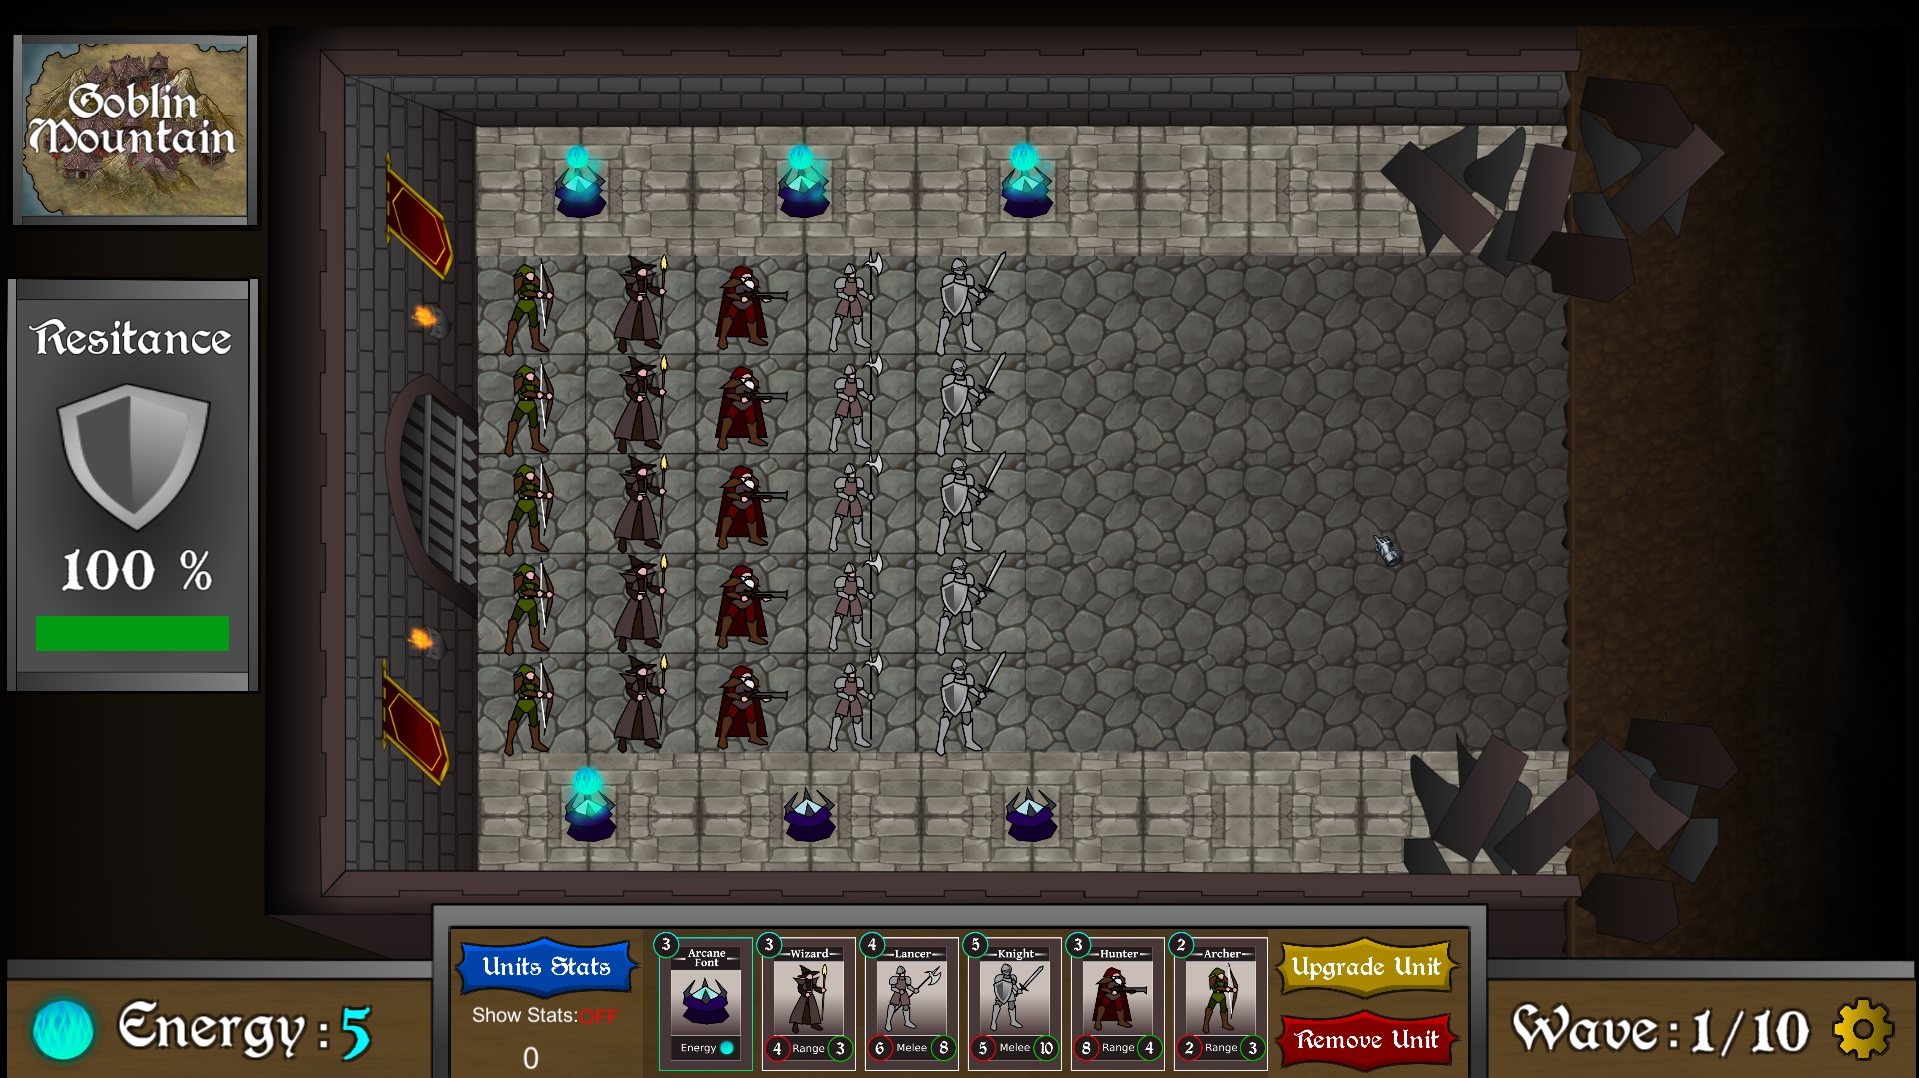 Goblin
Mountain
Resitance
100 %
Energy: 5
Units Stats
Show Stats:OFF
0
3
Arcane
Font
Energy
3
Wizard
4 Range 3
4
Lancer
6 Melee 8
5
Knight
5 Melee 10
3
Hunter
8 Range 4
2
Archer
2 Range 3
Upgrade Unit
Remove Unit
Wave: 1/10